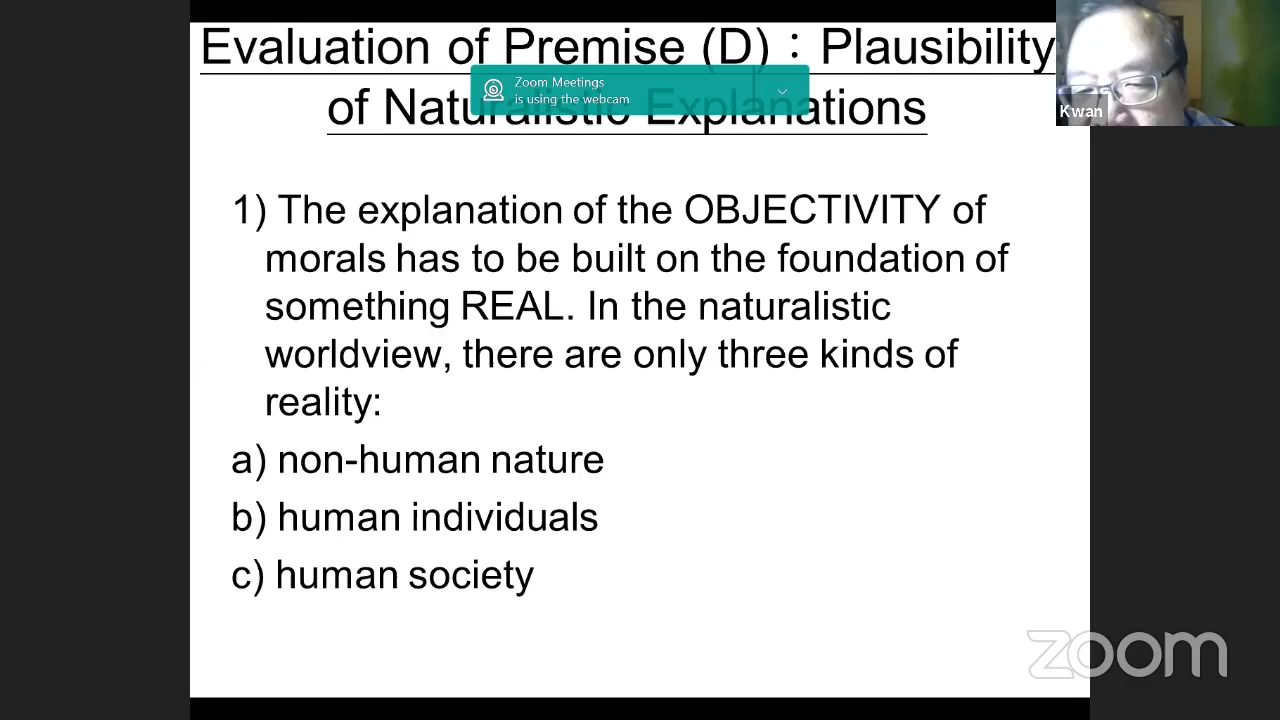 Evaluation of Premise (D)：Plausibility
of Naturalistic Explanations
Zoom Meetings
is using the webcam
Kwan
1) The explanation of the OBJECTIVITY of
morals has to be built on the foundation of
something REAL. In the naturalistic
worldview, there are only three kinds of
reality:
a) non-human nature
b) human individuals
c) human society
zoom